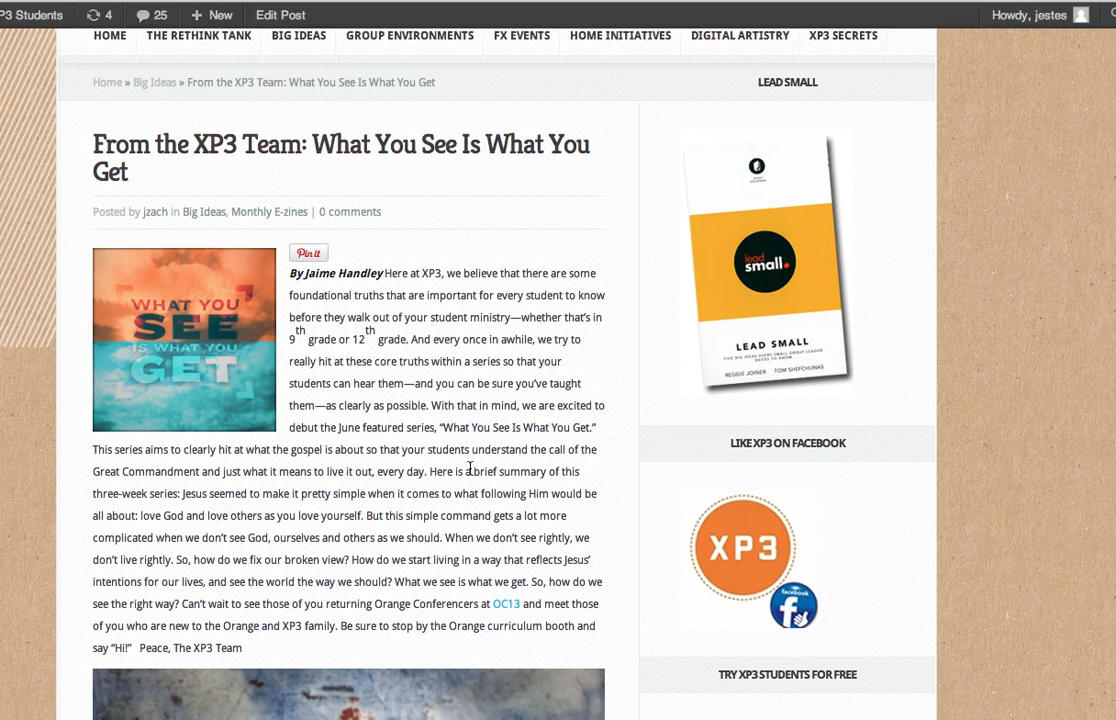 P3 Students 4 25 New Edit Post Howdy, jestes
HOME THE RETHINK TANK BIG IDEAS GROUP ENVIRONMENTS FX EVENTS HOME INITIATIVES DIGITAL ARTISTRY XP3 SECRETS
Home » Big Ideas » From the XP3 Team: What You See Is What You Get
From the XP3 Team: What You See Is What You
Get
Posted by jzach in Big Ideas, Monthly E-zines | 0 comments
WHAT YOU
SEE
IS WHAT YOU
GET
Pin it
By Jaime Handley Here at XP3, we believe that there are some
foundational truths that are important for every student to know
before they walk out of your student ministry—whether that's in
9th grade or 12th grade. And every once in awhile, we try to
really hit at these core truths within a series so that your
students can hear them—and you can be sure you've taught
them—as clearly as possible. With that in mind, we are excited to
debut the June featured series, "What You See Is What You Get."
This series aims to clearly hit at what the gospel is about so that your students understand the call of the
Great Commandment and just what it means to live it out, every day. Here is a brief summary of this
three-week series: Jesus seemed to make it pretty simple when it comes to what following Him would be
all about: love God and love others as you love yourself. But this simple command gets a lot more
complicated when we don't see God, ourselves and others as we should. When we don't see rightly, we
don't live rightly. So, how do we fix our broken view? How do we start living in a way that reflects Jesus'
intentions for our lives, and see the world the way we should? What we see is what we get. So, how do we
see the right way? Can't wait to see those of you returning Orange Conferencers at OC13 and meet those
of you who are new to the Orange and XP3 family. Be sure to stop by the Orange curriculum booth and
say "Hi!" Peace, The XP3 Team
LEAD SMALL
lead
small.
LEAD SMALL
FIVE BIG IDEAS EVERY SMALL GROUP LEADER
NEEDS TO KNOW
REGGIE JOINER TOM SHEFCHUNAS
LIKE XP3 ON FACEBOOK
XP3
facebook
TRY XP3 STUDENTS FOR FREE